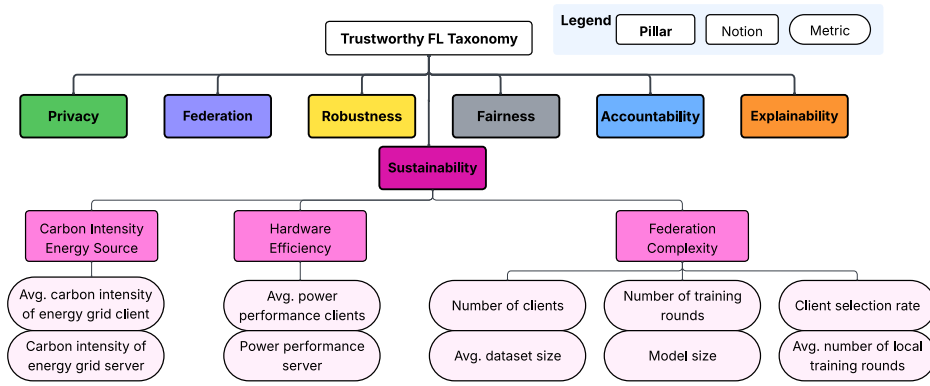 Legend
Pillar
Notion
Metric
Trustworthy FL Taxonomy
Privacy
Federation
Robustness
Fairness
Accountability
Explainability
Sustainability
Carbon Intensity
Energy Source
Hardware
Efficiency
Federation
Complexity
Avg. carbon intensity
of energy grid client
Avg. power
performance clients
Number of clients
Number of training
rounds
Client selection rate
Carbon intensity of
energy grid server
Power performance
server
Avg. dataset size
Model size
Avg. number of local
training rounds